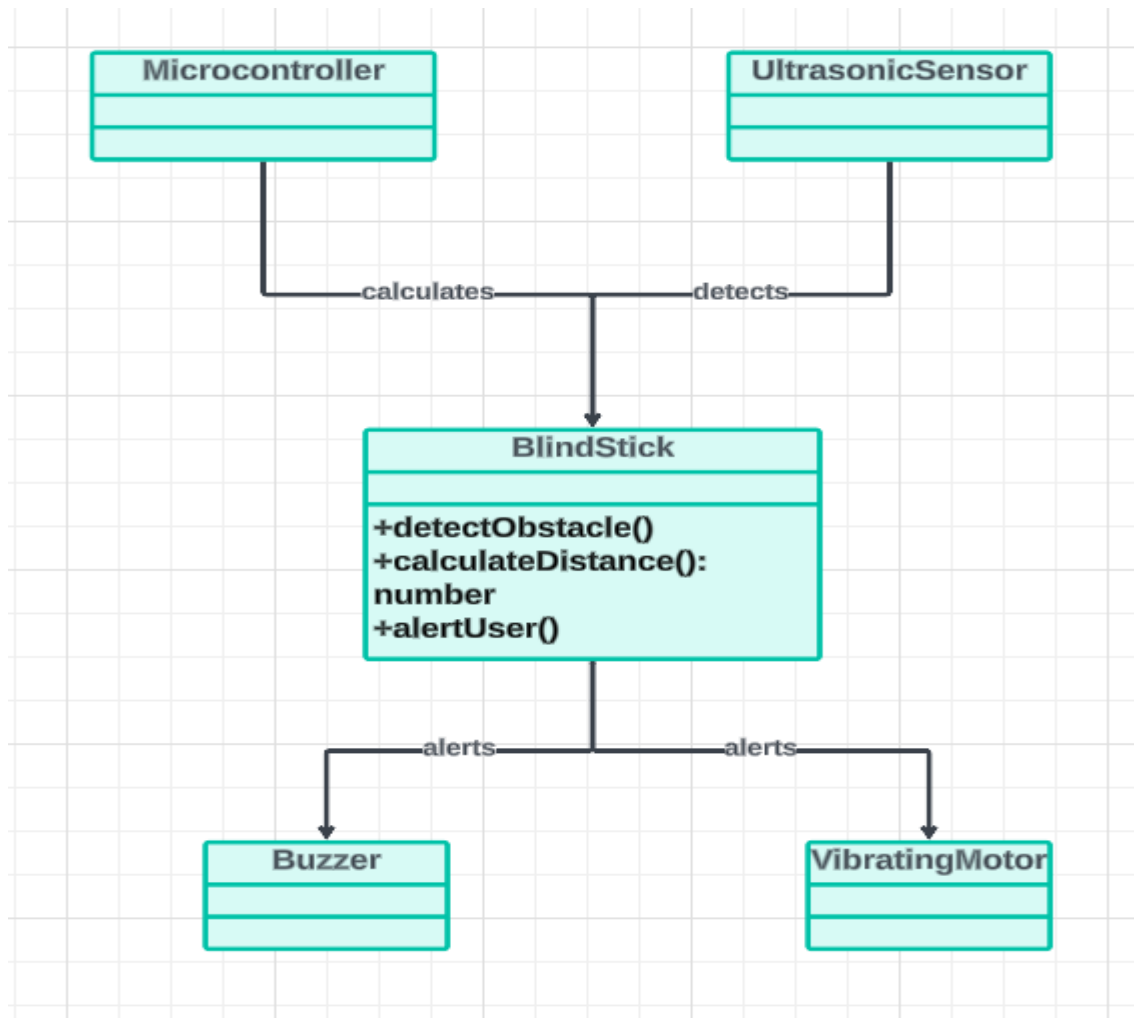 Microcontroller
UltrasonicSensor
calculates
detects
BlindStick
+detectObstacle()
+calculateDistance():
number
+alertUser()
alerts
alerts
Buzzer
VibratingMotor